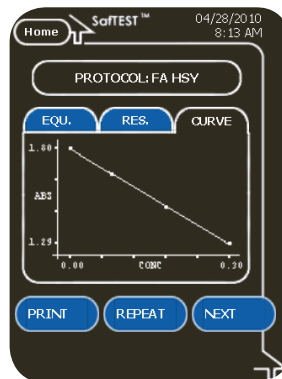 SafTEST™ 04/28/2010
Home 8:13 AM
PROTOCOL: FA HSY
EQU. RES. CURVE
1.80
ABS
1.29
0.00 CONC 0.30
PRINT REPEAT NEXT